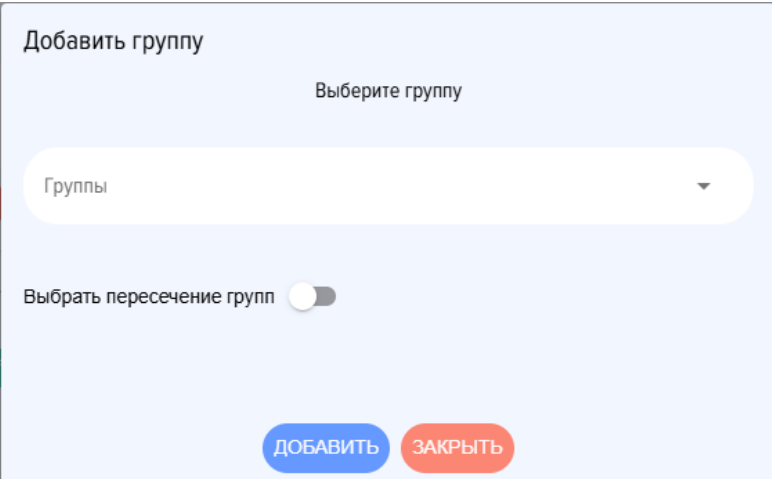 Добавить группу
Выберите группу
Группы
Выбрать пересечение групп
ДОБАВИТЬ ЗАКРЫТЬ